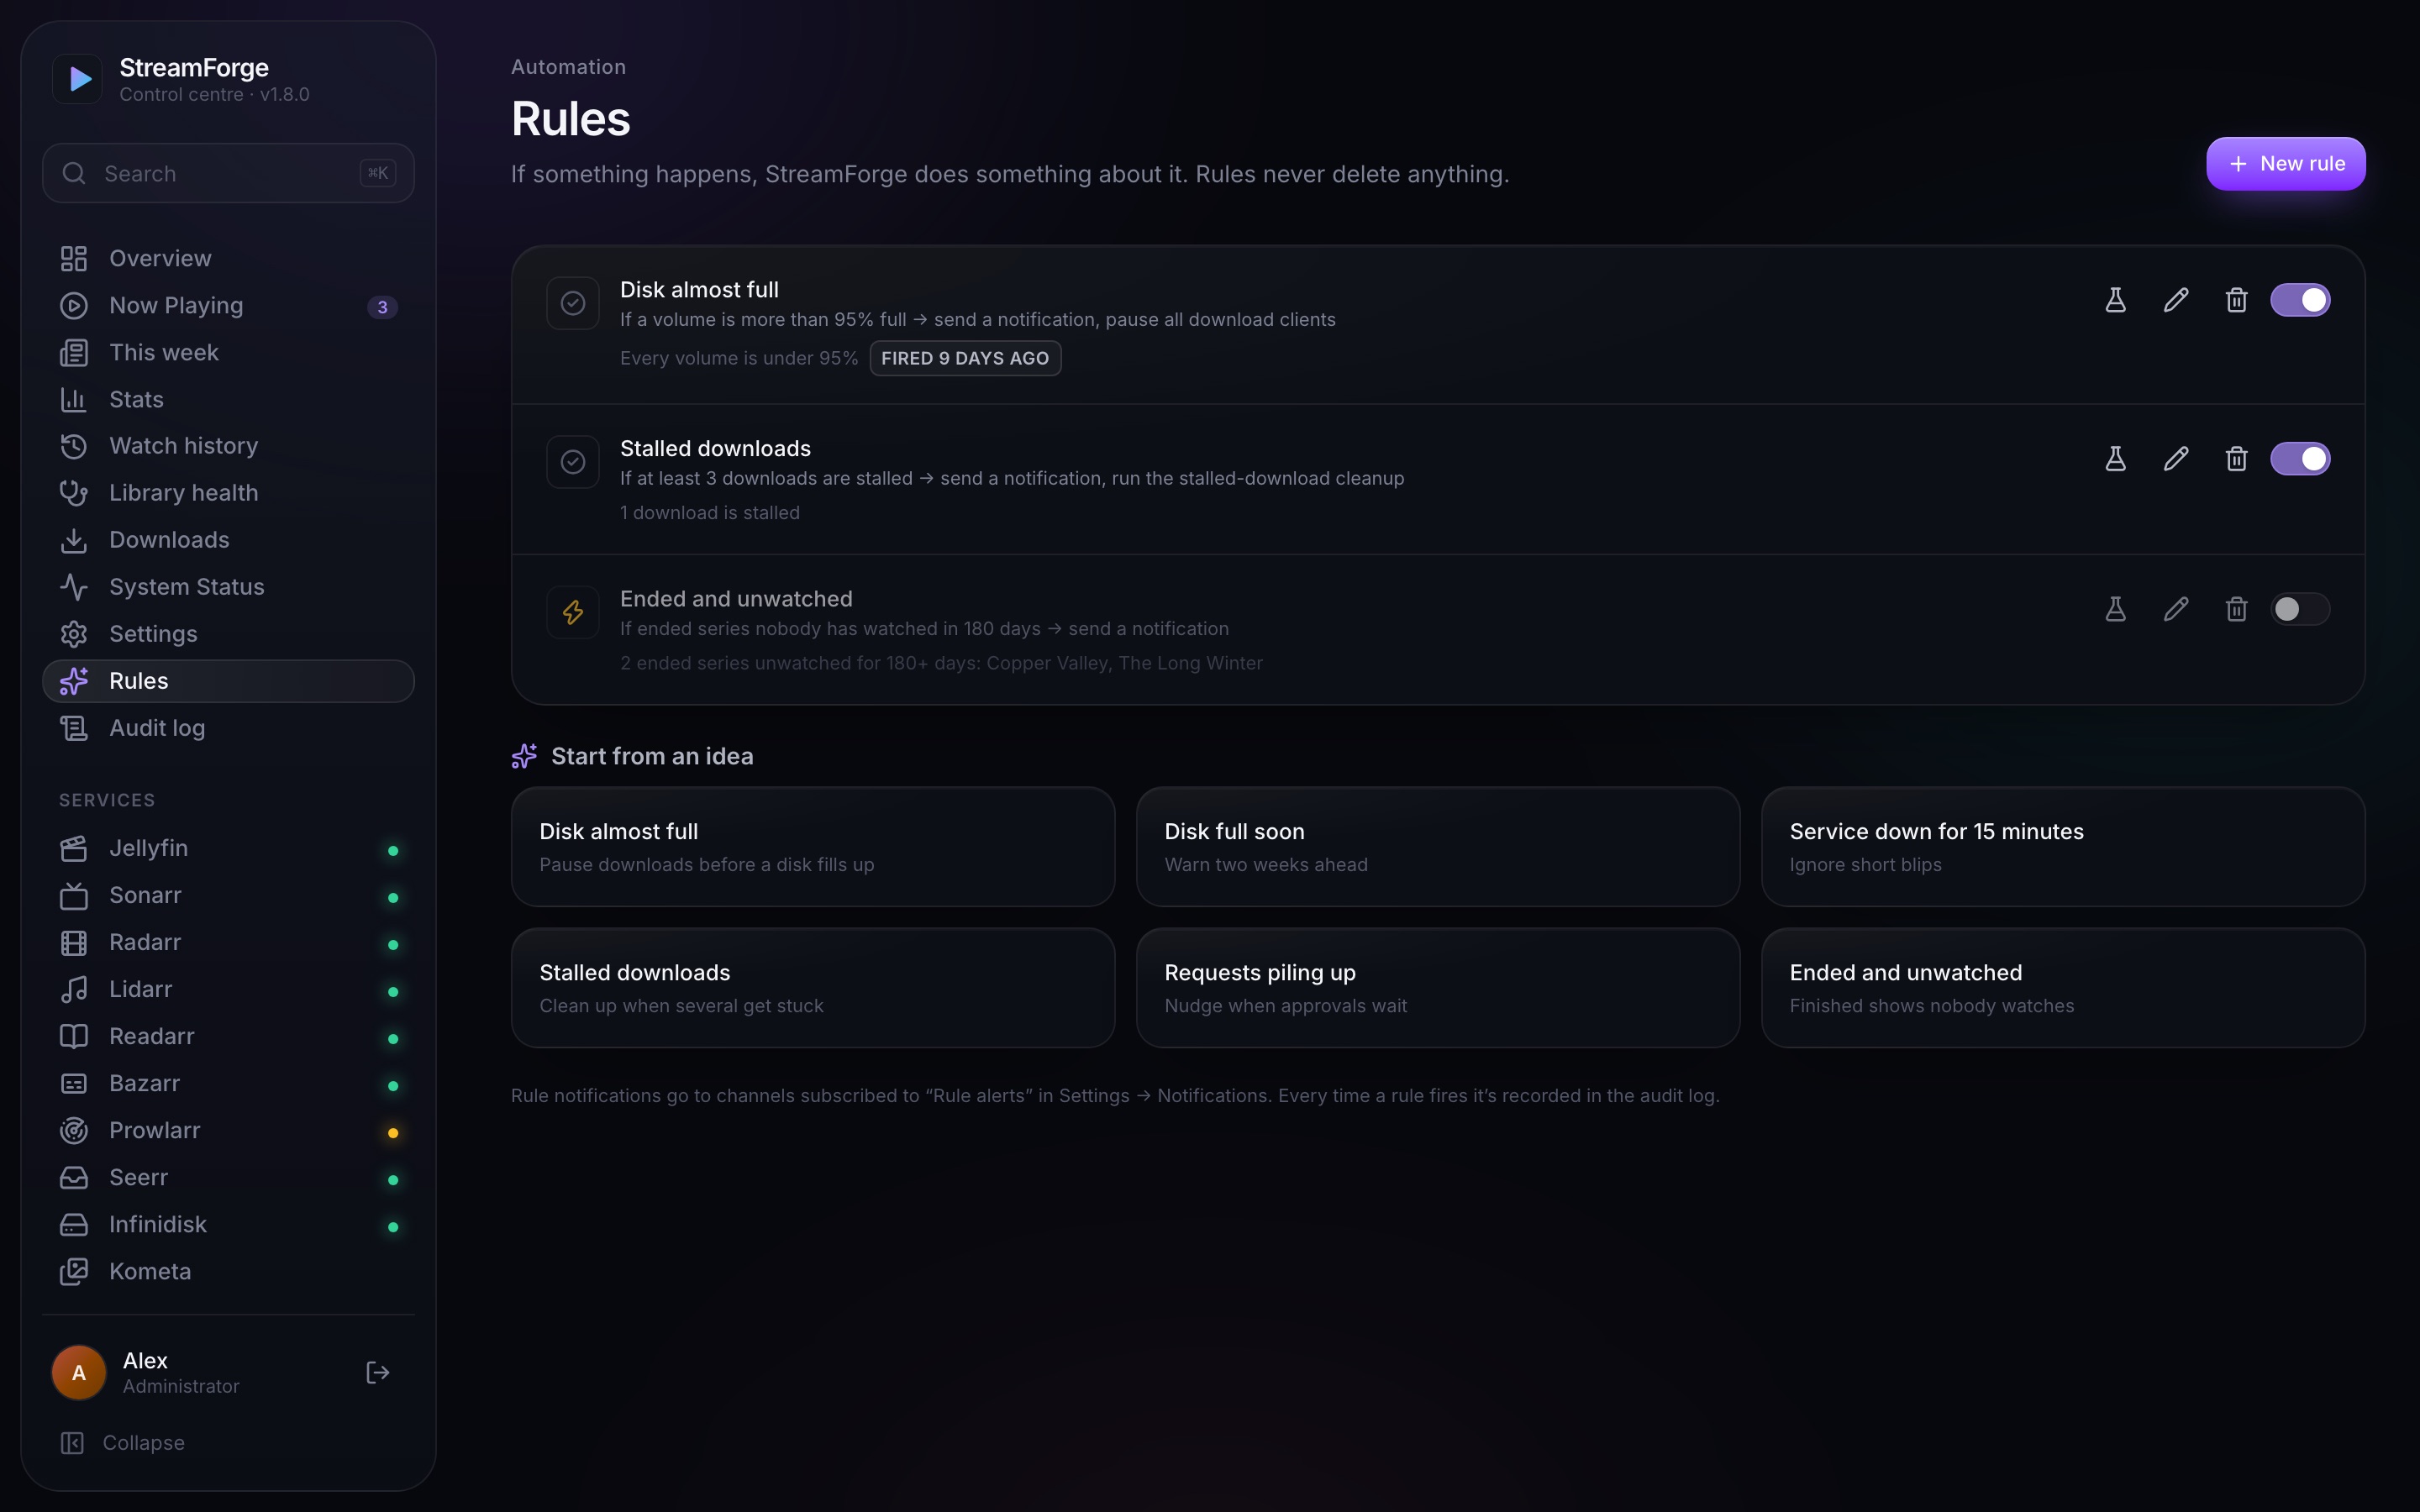 StreamForge
Control centre · v1.8.0
Search
⌘K
Overview
Now Playing
3
This week
Stats
Watch history
Library health
Downloads
System Status
Settings
Rules
Audit log
SERVICES
Jellyfin
Sonarr
Radarr
Lidarr
Readarr
Bazarr
Prowlarr
Seerr
Infinidisk
Kometa
A
Alex
Administrator
Collapse
Automation
Rules
If something happens, StreamForge does something about it. Rules never delete anything.
New rule
Disk almost full
If a volume is more than 95% full → send a notification, pause all download clients
Every volume is under 95%
FIRED 9 DAYS AGO
Stalled downloads
If at least 3 downloads are stalled → send a notification, run the stalled-download cleanup
1 download is stalled
Ended and unwatched
If ended series nobody has watched in 180 days → send a notification
2 ended series unwatched for 180+ days: Copper Valley, The Long Winter
Start from an idea
Disk almost full
Pause downloads before a disk fills up
Disk full soon
Warn two weeks ahead
Service down for 15 minutes
Ignore short blips
Stalled downloads
Clean up when several get stuck
Requests piling up
Nudge when approvals wait
Ended and unwatched
Finished shows nobody watches
Rule notifications go to channels subscribed to “Rule alerts” in Settings → Notifications. Every time a rule fires it’s recorded in the audit log.